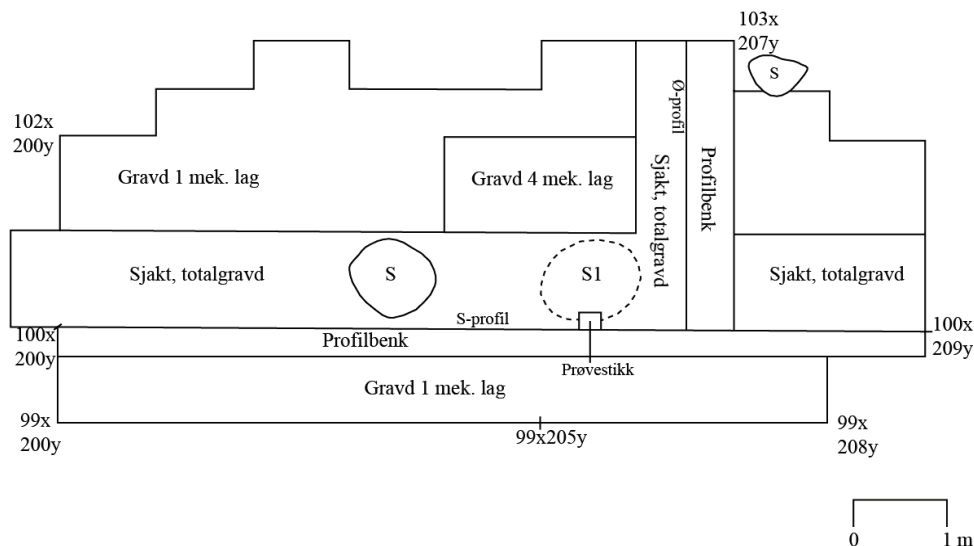 103x
207y
S
102x
200y
Ø-profil
Gravd 1 mek. lag
Gravd 4 mek. lag
Sjakt, totalgravd
Profilbenk
Sjakt, totalgravd
S
S1
Sjakt, totalgravd
S-profil
100x
200y
Profilbenk
100x
209y
Prøvestikk
Gravd 1 mek. lag
99x
200y
99x205y
99x
208y
0
1 m